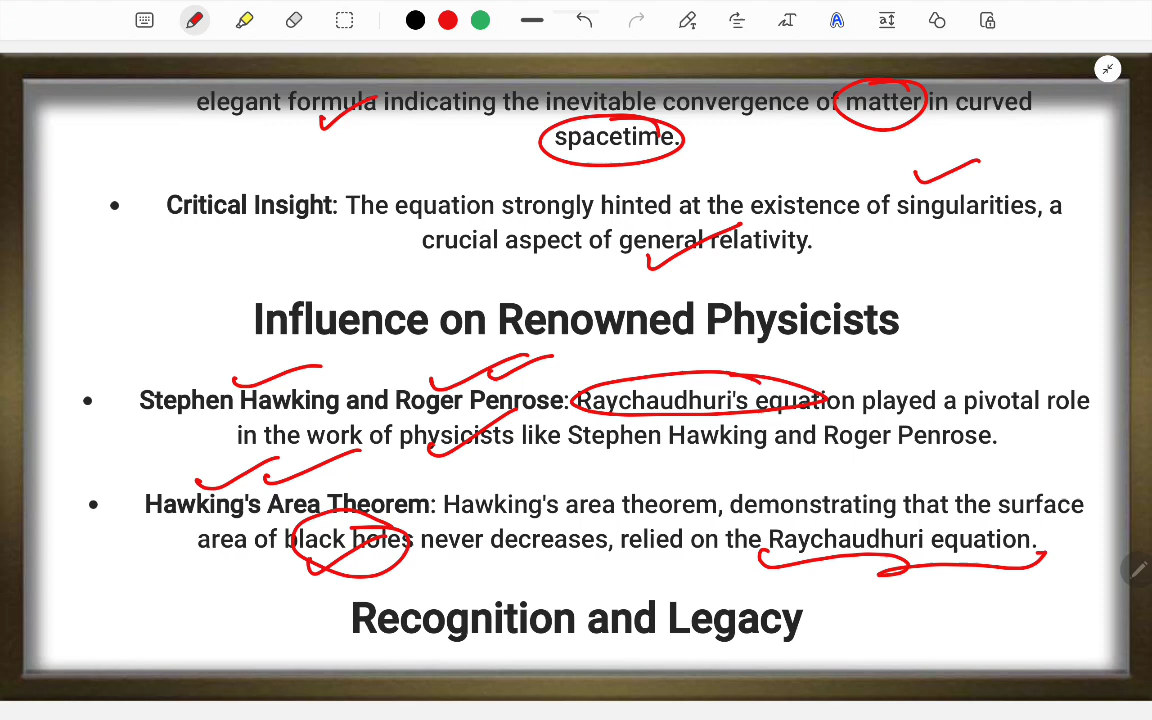 elegant formula indicating the inevitable convergence of matter in curved
spacetime.
• Critical Insight: The equation strongly hinted at the existence of singularities, a
crucial aspect of general relativity.
Influence on Renowned Physicists
• Stephen Hawking and Roger Penrose: Raychaudhuri's equation played a pivotal role
in the work of physicists like Stephen Hawking and Roger Penrose.
• Hawking's Area Theorem: Hawking's area theorem, demonstrating that the surface
area of black holes never decreases, relied on the Raychaudhuri equation.
Recognition and Legacy